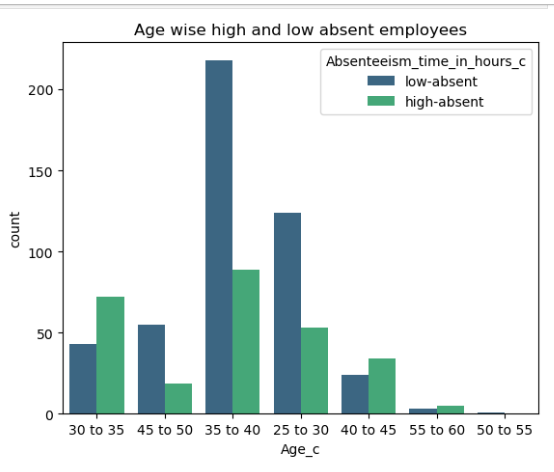 Age wise high and low absent employees
Absenteeism_time_in_hours_c
low-absent
high-absent
200
150
100
50
0
count
30 to 35 45 to 50 35 to 40 25 to 30 40 to 45 55 to 60 50 to 55
Age_c